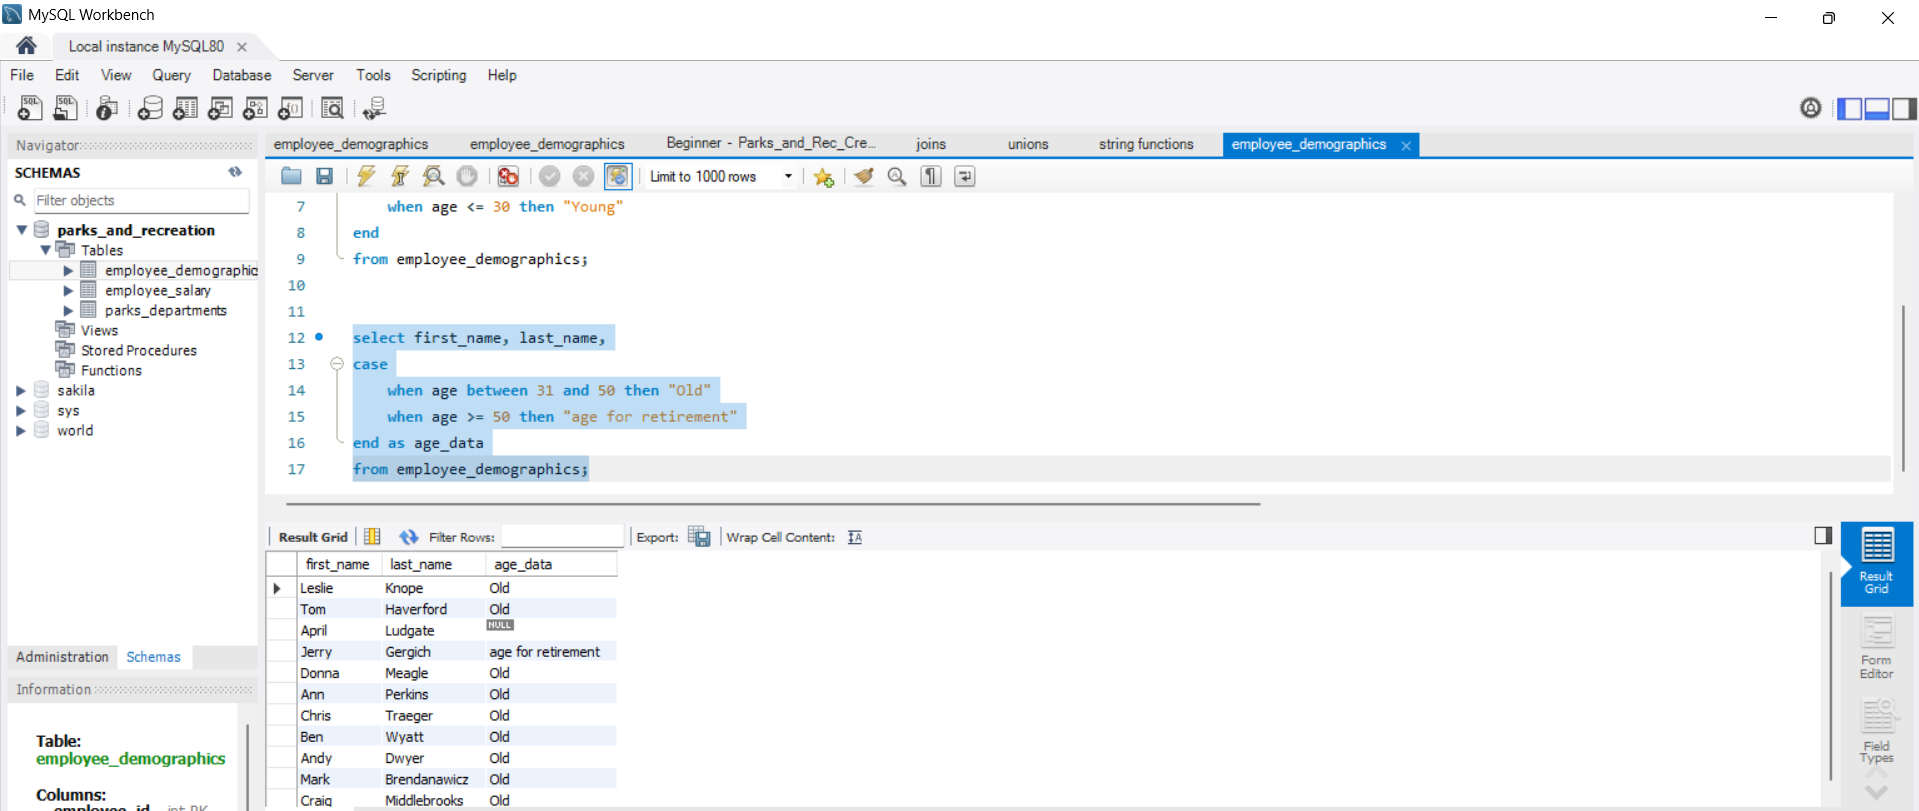 MySQL Workbench
Local instance MySQL80
File Edit View Query Database Server Tools Scripting Help
Navigator
employee_demographics employee_demographics Beginner - Parks_and_Rec_Cre... joins unions string functions employee_demographics
SCHEMAS
Limit to 1000 rows
Filter objects
parks_and_recreation
Tables
employee_demographic
employee_salary
parks_departments
Views
Stored Procedures
Functions
sakila
sys
world
7 when age <= 30 then "Young"
8 end
9 from employee_demographics;
10
11
12 select first_name, last_name,
13 case
14 when age between 31 and 50 then "Old"
15 when age >= 50 then "age for retirement"
16 end as age_data
17 from employee_demographics;
Result Grid Filter Rows: Export: Wrap Cell Content:
first_name last_name age_data
Leslie Knope Old
Tom Haverford Old
April Ludgate NULL
Jerry Gergich age for retirement
Donna Meagle Old
Ann Perkins Old
Chris Traeger Old
Ben Wyatt Old
Andy Dwyer Old
Mark Brendanawicz Old
Craig Middlebrooks Old
Result
Grid
Form
Editor
Field
Types
Administration Schemas
Information
Table:
employee_demographics
Columns:
employee_id int PK